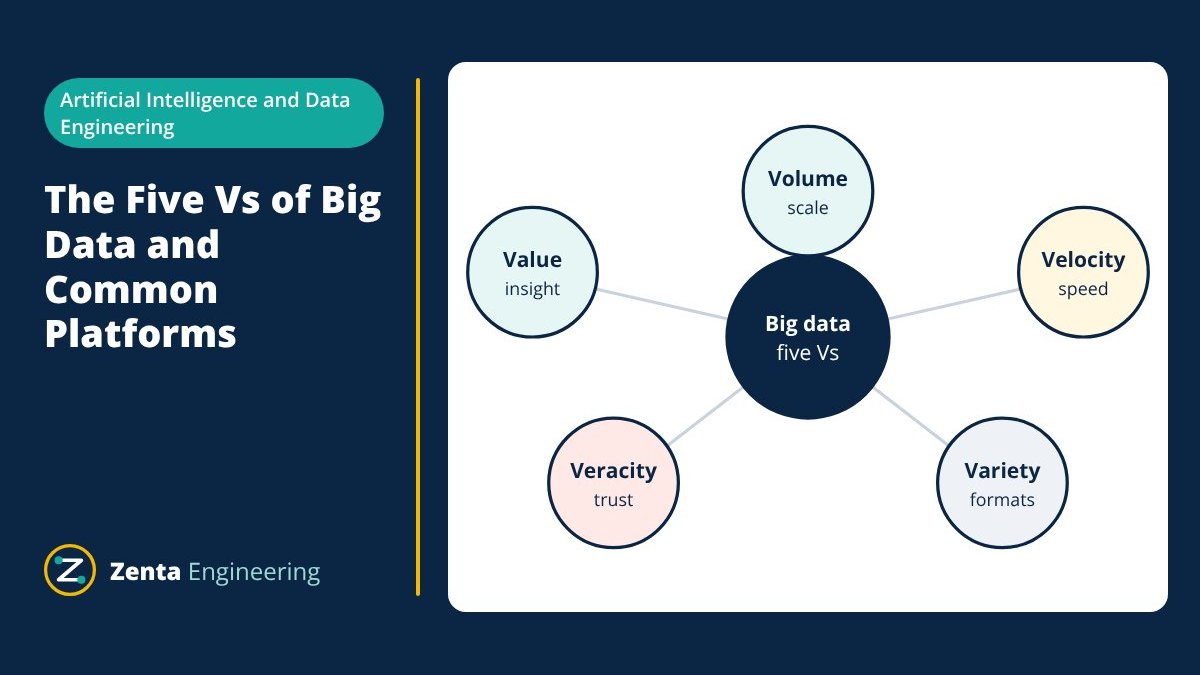 Artificial Intelligence and Data
Engineering
The Five Vs of Big
Data and
Common
Platforms
Zenta Engineering
Volume
scale
Value
insight
Velocity
speed
Big data
five Vs
Veracity
trust
Variety
formats